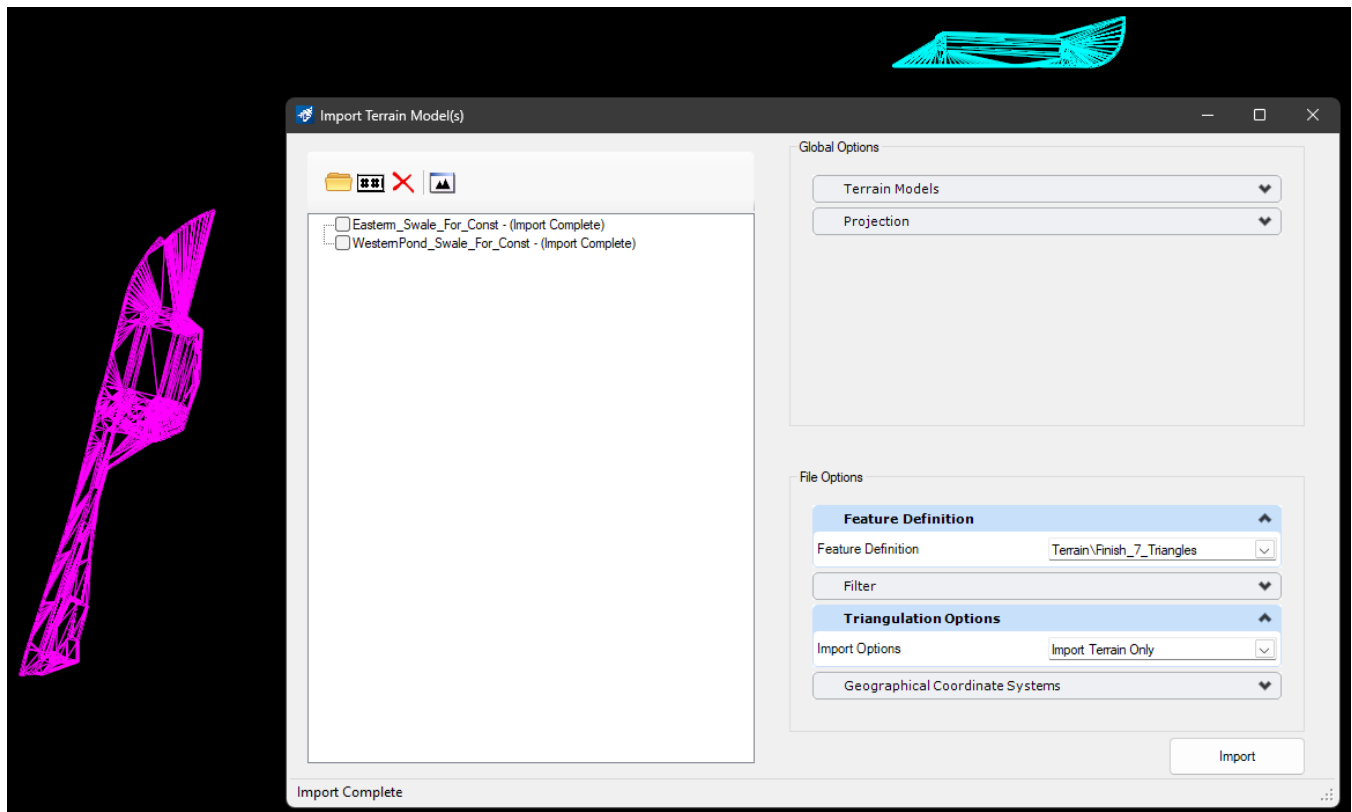 Import Terrain Model(s)
Global Options
Terrain Models
Projection
Eastern_Swale_For_Const - (Import Complete)
WesternPond_Swale_For_Const - (Import Complete)
File Options
Feature Definition
Feature Definition Terrain\Finish_7_Triangles
Filter
Triangulation Options
Import Options Import Terrain Only
Geographical Coordinate Systems
Import
Import Complete